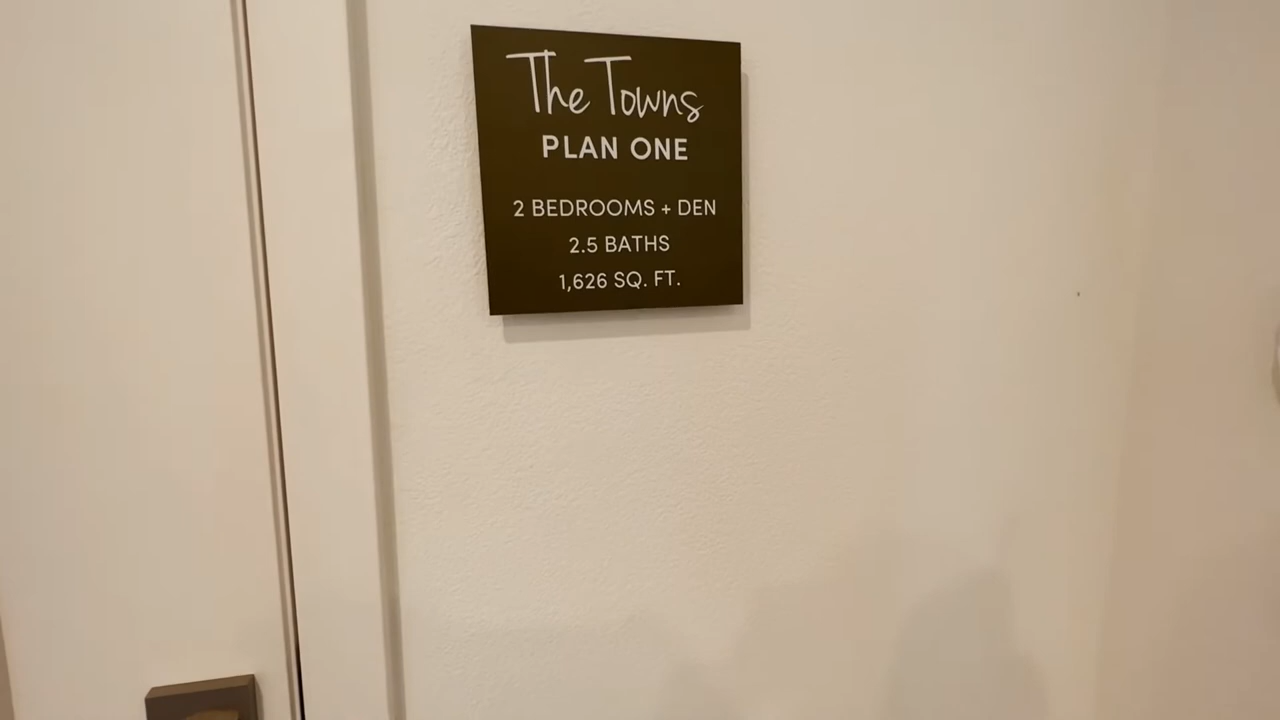 The Towns
PLAN ONE
2 BEDROOMS + DEN
2.5 BATHS
1,626 SQ. FT.